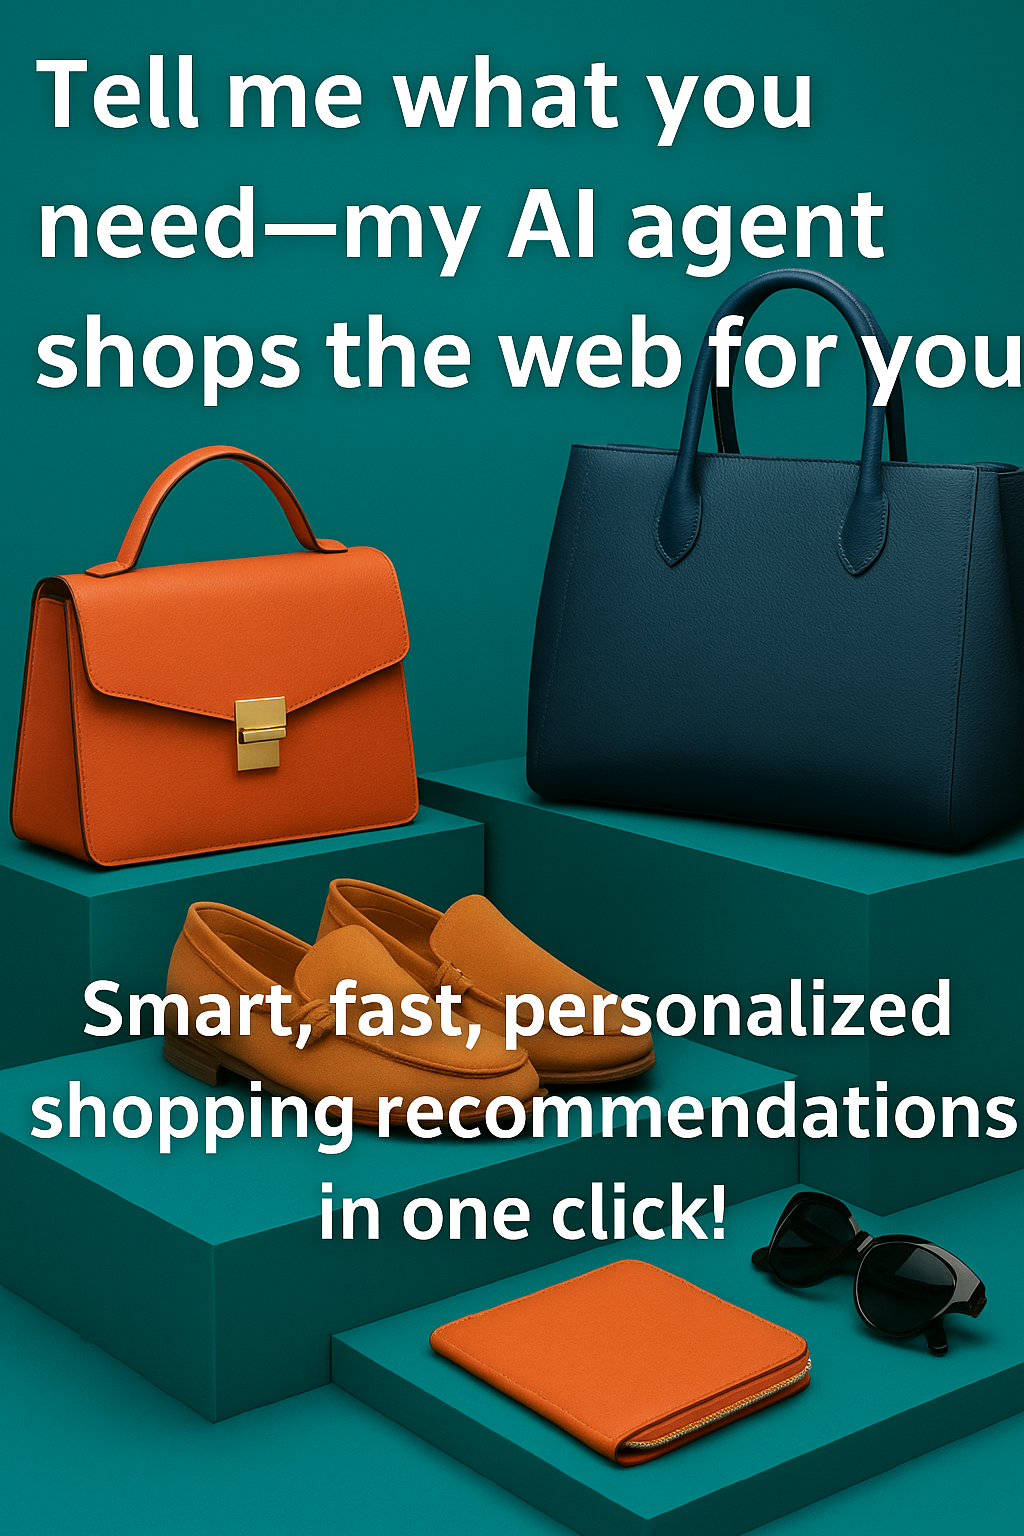 Tell me what you
need—my AI agent
shops the web for you
Smart, fast, personalized
shopping recommendations
in one click!